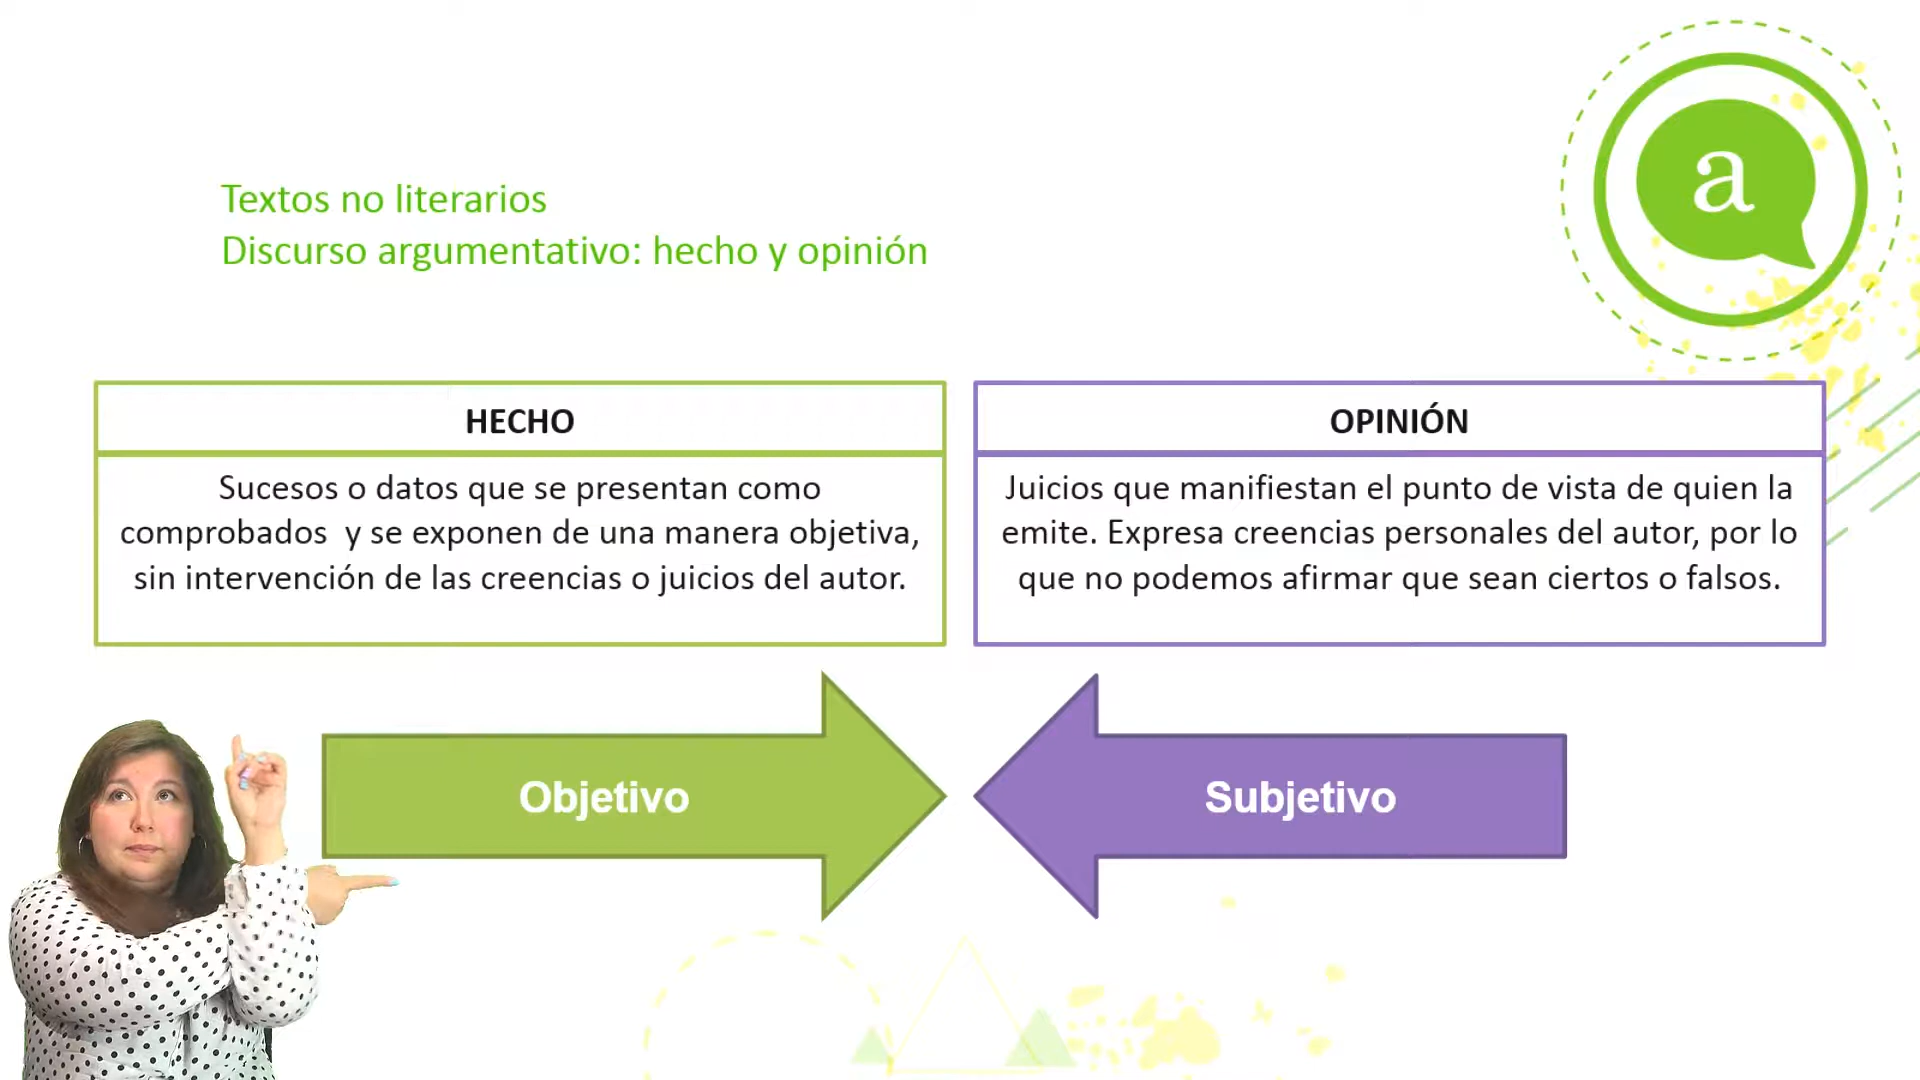 a
Textos no literarios
Discurso argumentativo: hecho y opinión
HECHO
Sucesos o datos que se presentan como
comprobados  y se exponen de una manera objetiva,
sin intervención de las creencias o juicios del autor.
OPINIÓN
Juicios que manifiestan el punto de vista de quien la
emite. Expresa creencias personales del autor, por lo
que no podemos afirmar que sean ciertos o falsos.
Objetivo
Subjetivo